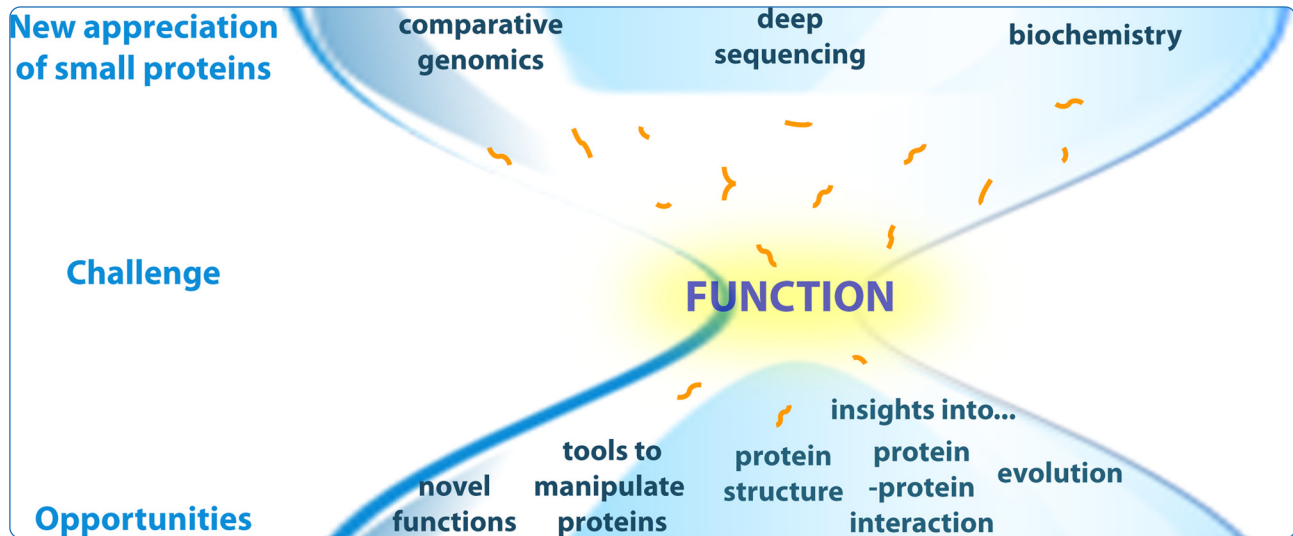 New appreciation
of small proteins
comparative
genomics
deep
sequencing
biochemistry
Challenge
FUNCTION
Opportunities
novel
functions
tools to
manipulate
proteins
insights into...
protein
structure
protein
-protein
interaction
evolution